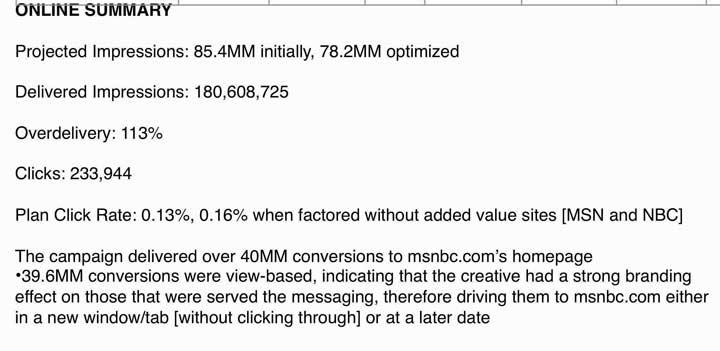 ONLINE SUMMARY
Projected Impressions: 85.4MM initially, 78.2MM optimized
Delivered Impressions: 180,608,725
Overdelivery: 113%
Clicks: 233,944
Plan Click Rate: 0.13%, 0.16% when factored without added value sites [MSN and NBC]
The campaign delivered over 40MM conversions to msnbc.com's homepage
•39.6MM conversions were view-based, indicating that the creative had a strong branding
effect on those that were served the messaging, therefore driving them to msnbc.com either
in a new window/tab [without clicking through] or at a later date